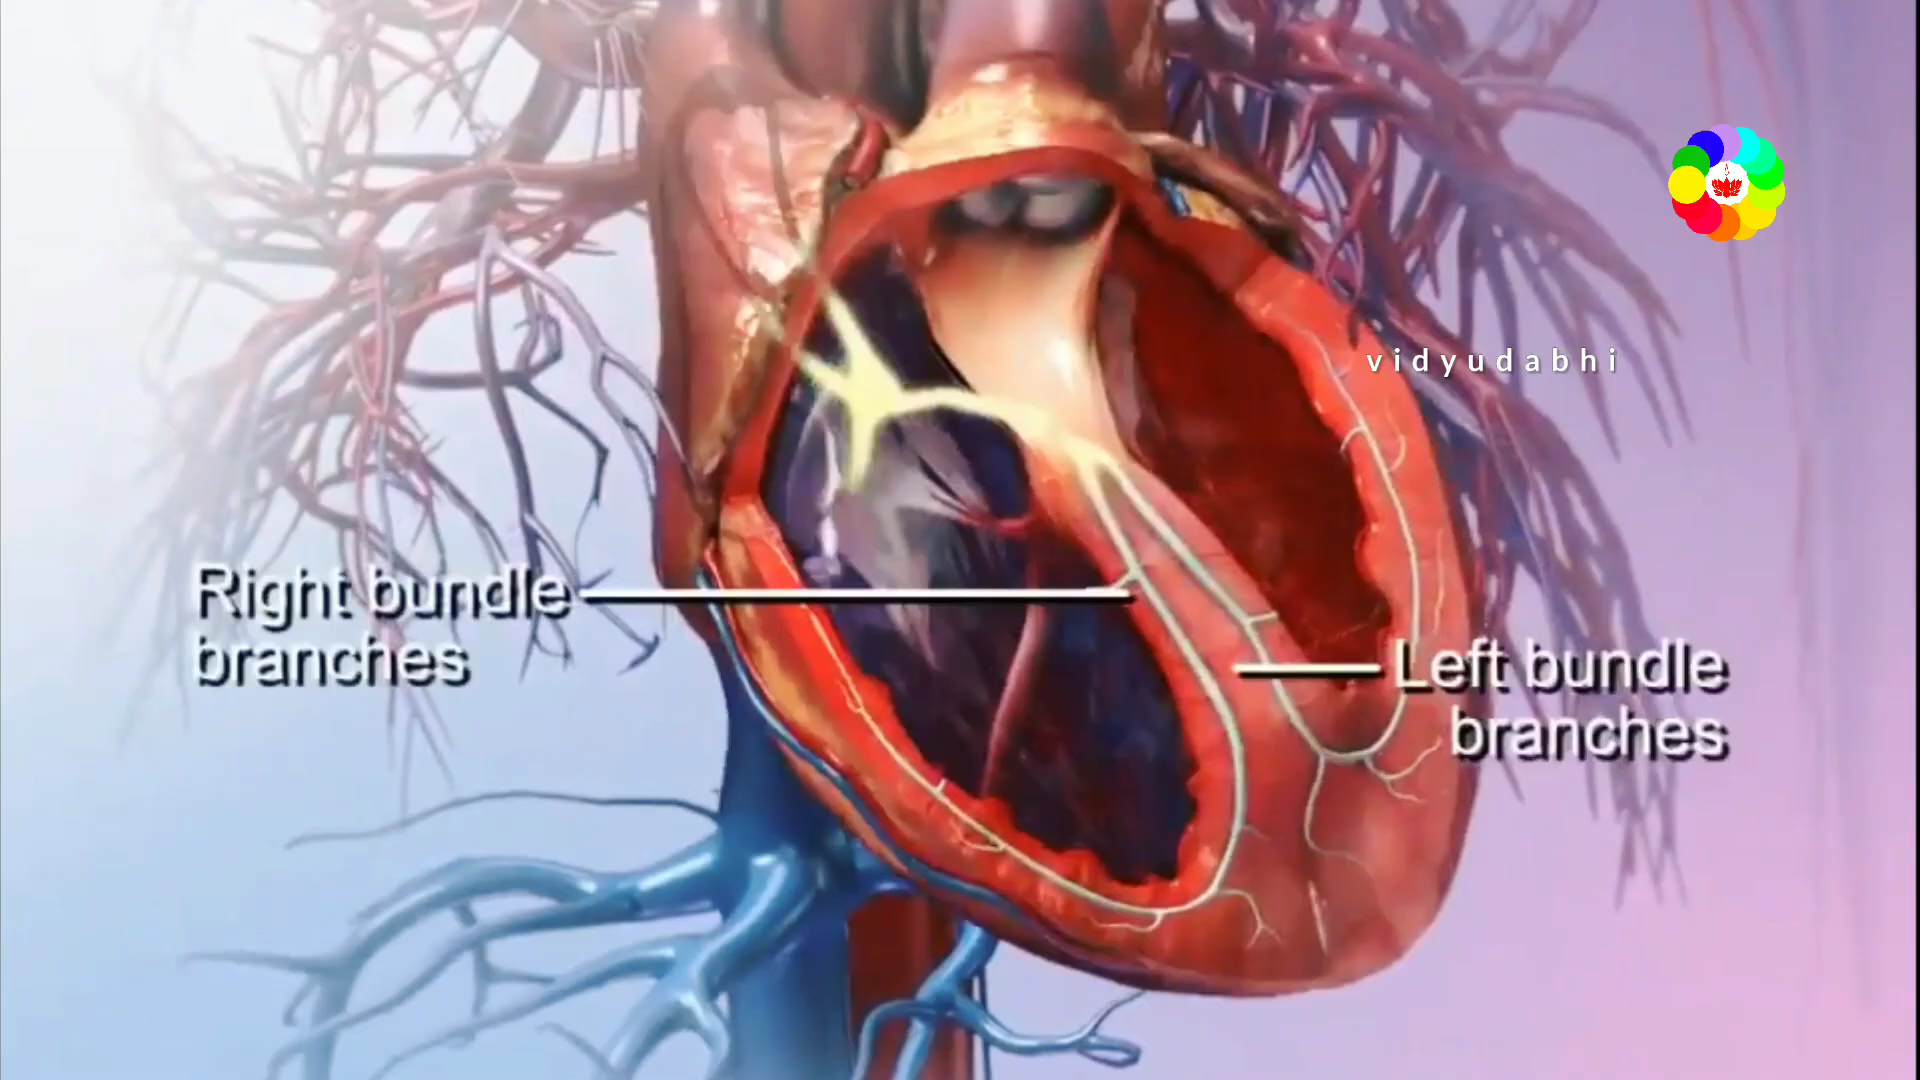 vidyudabhi
Right bundle
branches
Left bundle
branches